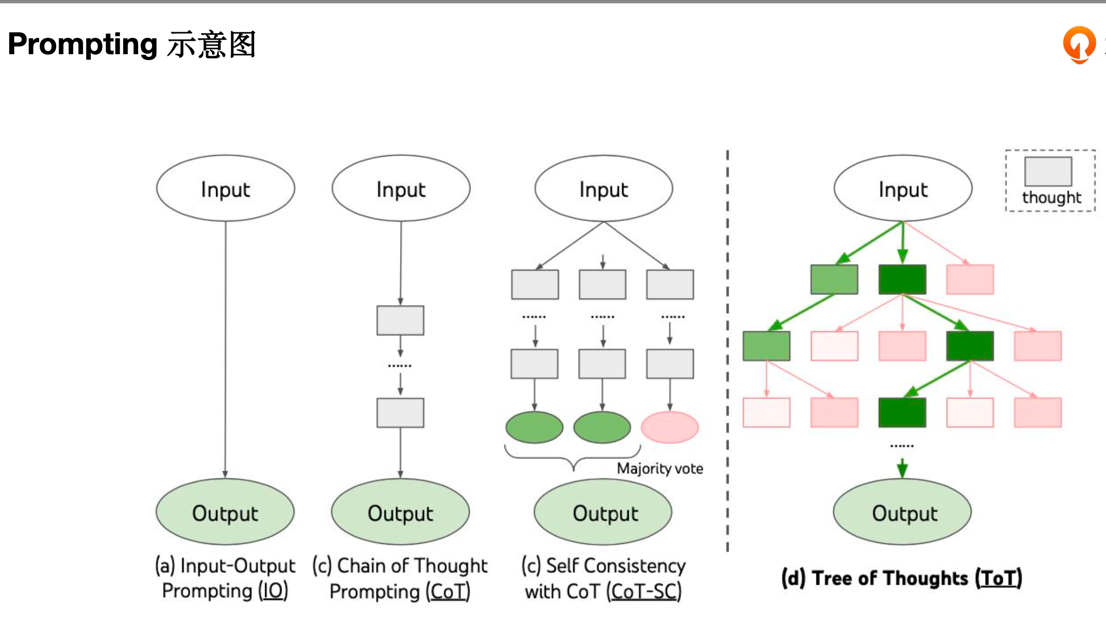 Prompting 示意图
Input
Input
Input
Input
thought
......
......
......
......
......
Majority vote
Output
Output
Output
Output
(a) Input-Output
Prompting (IO)
(c) Chain of Thought
Prompting (CoT)
(c) Self Consistency
with CoT (CoT-SC)
(d) Tree of Thoughts (ToT)